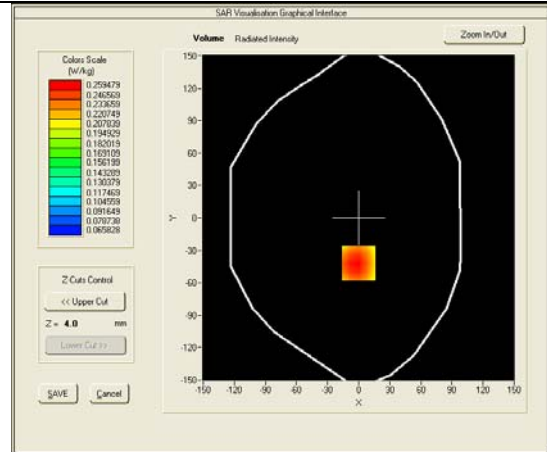 SAR Visualisation Graphical Interface
Volume Radiated Intensity
Zoom In/Out
Colors Scale
(W/kg)
0.259479
0.246569
0.233659
0.220749
0.207839
0.194929
0.182019
0.169109
0.156199
0.143289
0.130379
0.117469
0.104559
0.091649
0.078738
0.065828
Z Cuts Control
<< Upper Cut
Z = 4.0 mm
Lower Cut >>
SAVE Cancel
150
120
90
60
30
0
-30
-60
-90
-120
-150
Y
-150 -120 -90 -60 -30 0 30 60 90 120 150
X